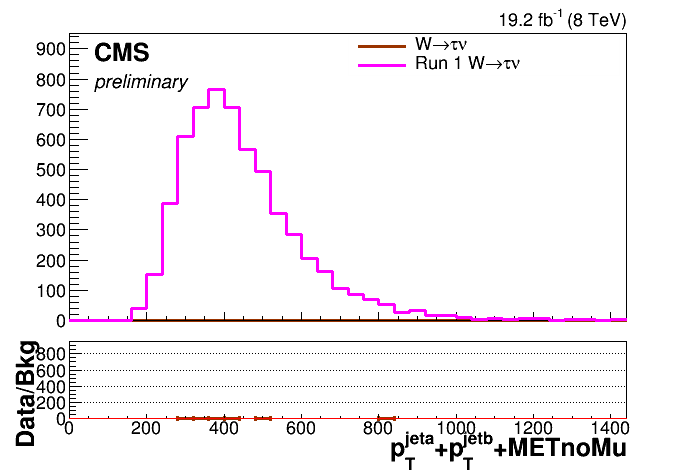 19.2 fb⁻¹ (8 TeV)
CMS
preliminary
W→τν
Run 1 W→τν
900
800
700
600
500
400
300
200
100
0
Data/Bkg
800
600
400
200
0
0 200 400 600 800 1000 1200 1400
p_T^jeta+p_T^jetb+METnoMu